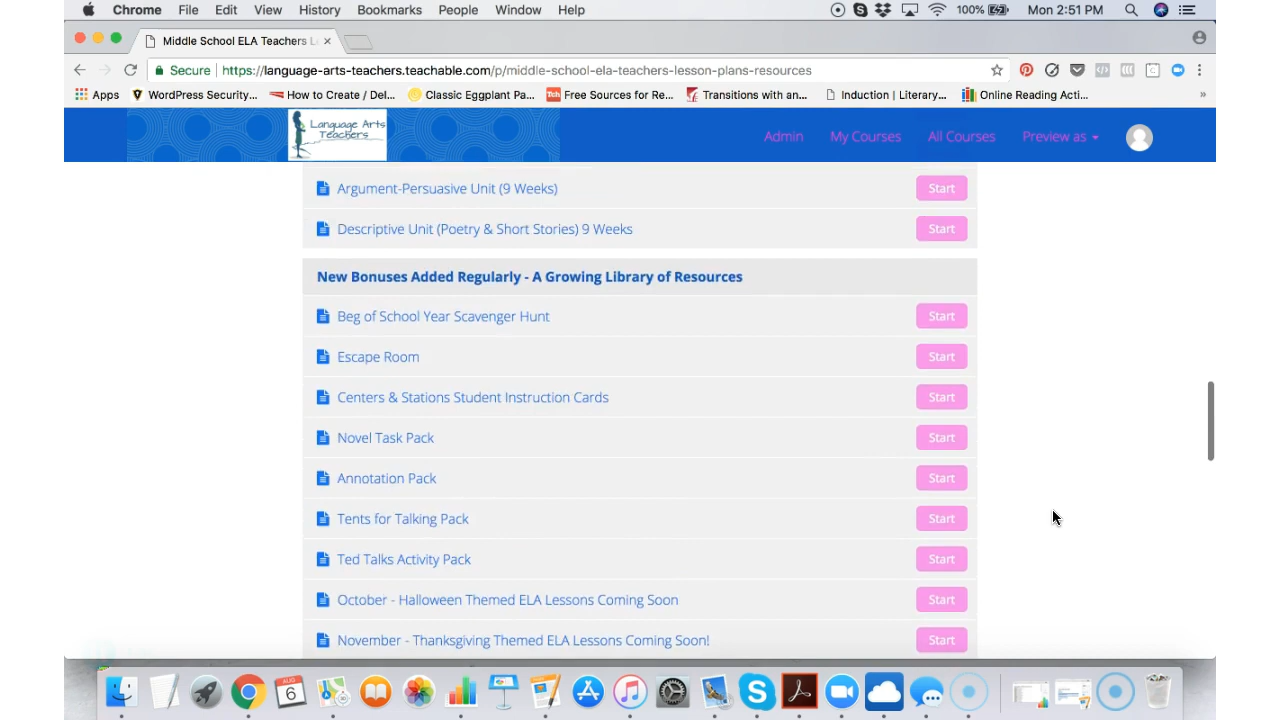 Chrome File Edit View History Bookmarks People Window Help 100% Mon 2:51 PM
Middle School ELA Teachers
Secure https://language-arts-teachers.teachable.com/p/middle-school-ela-teachers-lesson-plans-resources
Apps WordPress Security... How to Create / Del... Classic Eggplant Pa... Tch Free Sources for Re... Transitions with an... Induction | Literary... Online Reading Acti... »
Language Arts
Teachers
Admin My Courses All Courses Preview as
Argument-Persuasive Unit (9 Weeks) Start
Descriptive Unit (Poetry & Short Stories) 9 Weeks Start
New Bonuses Added Regularly - A Growing Library of Resources
Beg of School Year Scavenger Hunt Start
Escape Room Start
Centers & Stations Student Instruction Cards Start
Novel Task Pack Start
Annotation Pack Start
Tents for Talking Pack Start
Ted Talks Activity Pack Start
October - Halloween Themed ELA Lessons Coming Soon Start
November - Thanksgiving Themed ELA Lessons Coming Soon! Start
AUG
6